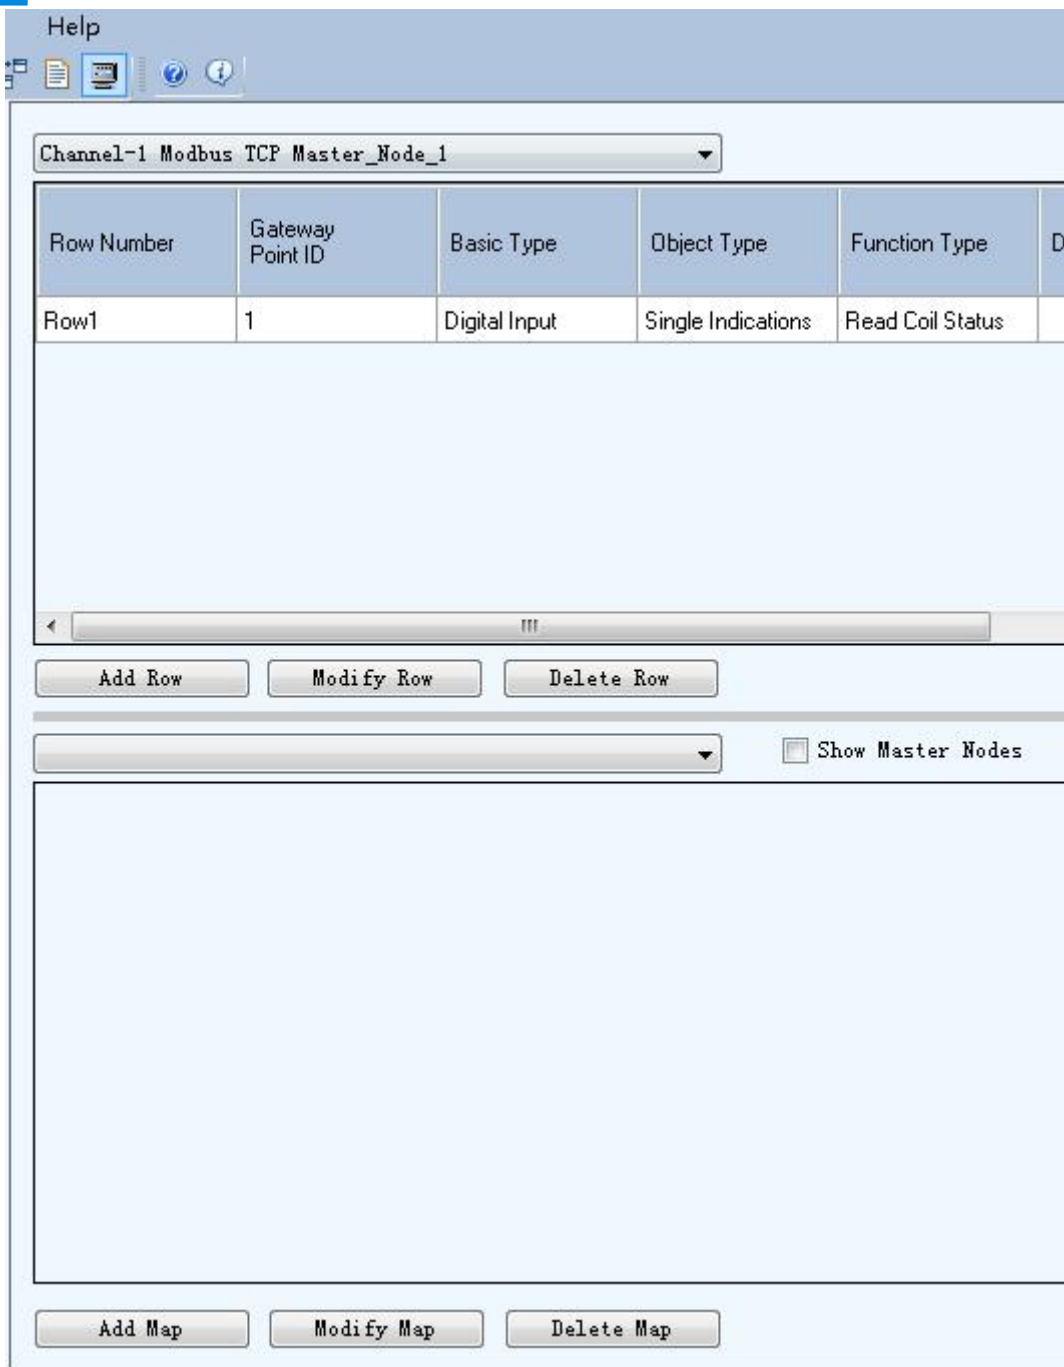 Help
Channel-1 Modbus TCP Master_Node_1
Row Number Gateway Point ID Basic Type Object Type Function Type D
Row1 1 Digital Input Single Indications Read Coil Status
Add Row Modify Row Delete Row
Show Master Nodes
Add Map Modify Map Delete Map